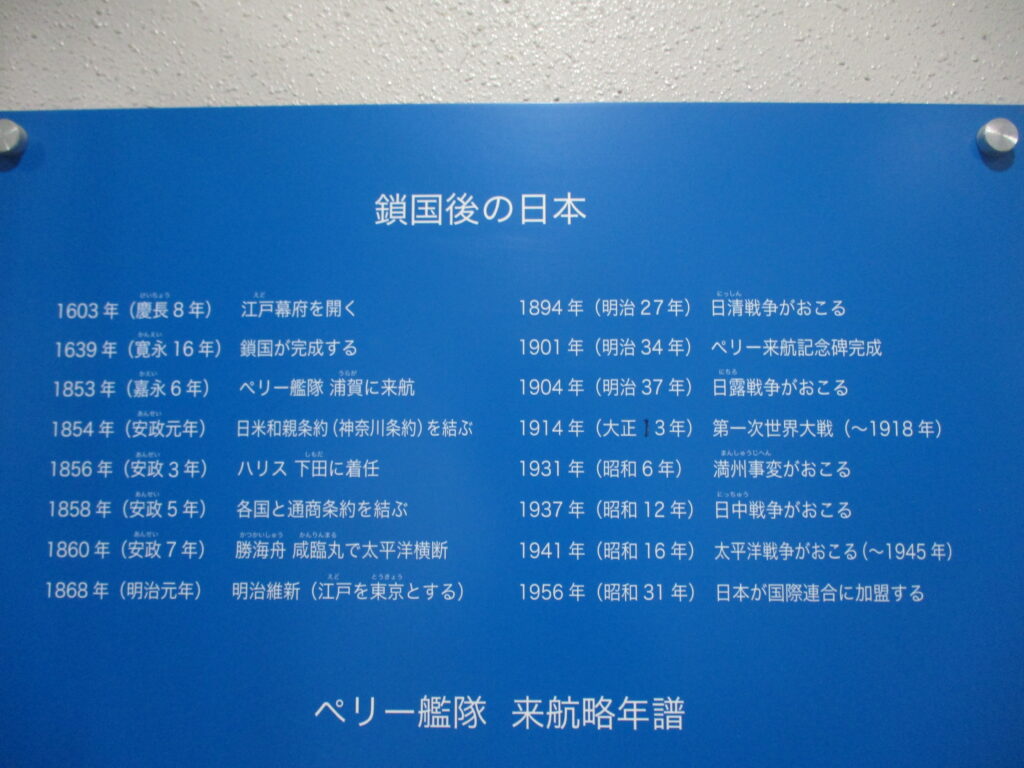 鎖国後の日本
1603年（慶長8年） 江戸幕府を開く
1639年（寛永16年） 鎖国が完成する
1853年（嘉永6年） ペリー艦隊 浦賀に来航
1854年（安政元年） 日米和親条約（神奈川条約）を結ぶ
1856年（安政3年） ハリス 下田に着任
1858年（安政5年） 各国と通商条約を結ぶ
1860年（安政7年） 勝海舟 咸臨丸で太平洋横断
1868年（明治元年） 明治維新（江戸を東京とする）
1894年（明治27年） 日清戦争がおこる
1901年（明治34年） ペリー来航記念碑完成
1904年（明治37年） 日露戦争がおこる
1914年（大正13年） 第一次世界大戦（〜1918年）
1931年（昭和6年） 満州事変がおこる
1937年（昭和12年） 日中戦争がおこる
1941年（昭和16年） 太平洋戦争がおこる（〜1945年）
1956年（昭和31年） 日本が国際連合に加盟する
ペリー艦隊 来航略年譜